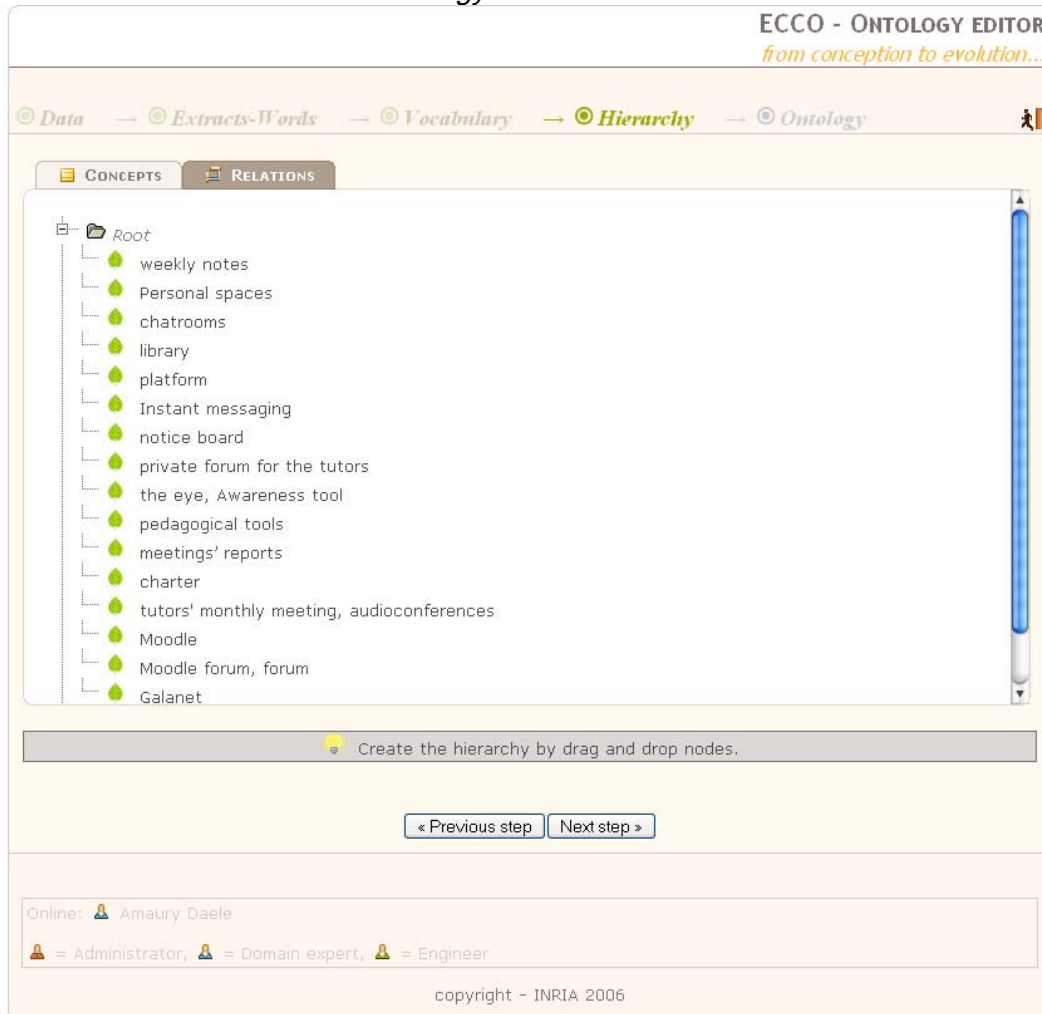 gy
ECCO - ONTOLOGY EDITOR
from conception to evolution...
Data → Extracts-Words → Vocabulary → Hierarchy → Ontology
CONCEPTS RELATIONS
Root
weekly notes
Personal spaces
chatrooms
library
platform
Instant messaging
notice board
private forum for the tutors
the eye, Awareness tool
pedagogical tools
meetings' reports
charter
tutors' monthly meeting, audioconferences
Moodle
Moodle forum, forum
Galanet
Create the hierarchy by drag and drop nodes.
« Previous step Next step »
Online: Amaury Daele
= Administrator, = Domain expert, = Engineer
copyright - INRIA 2006